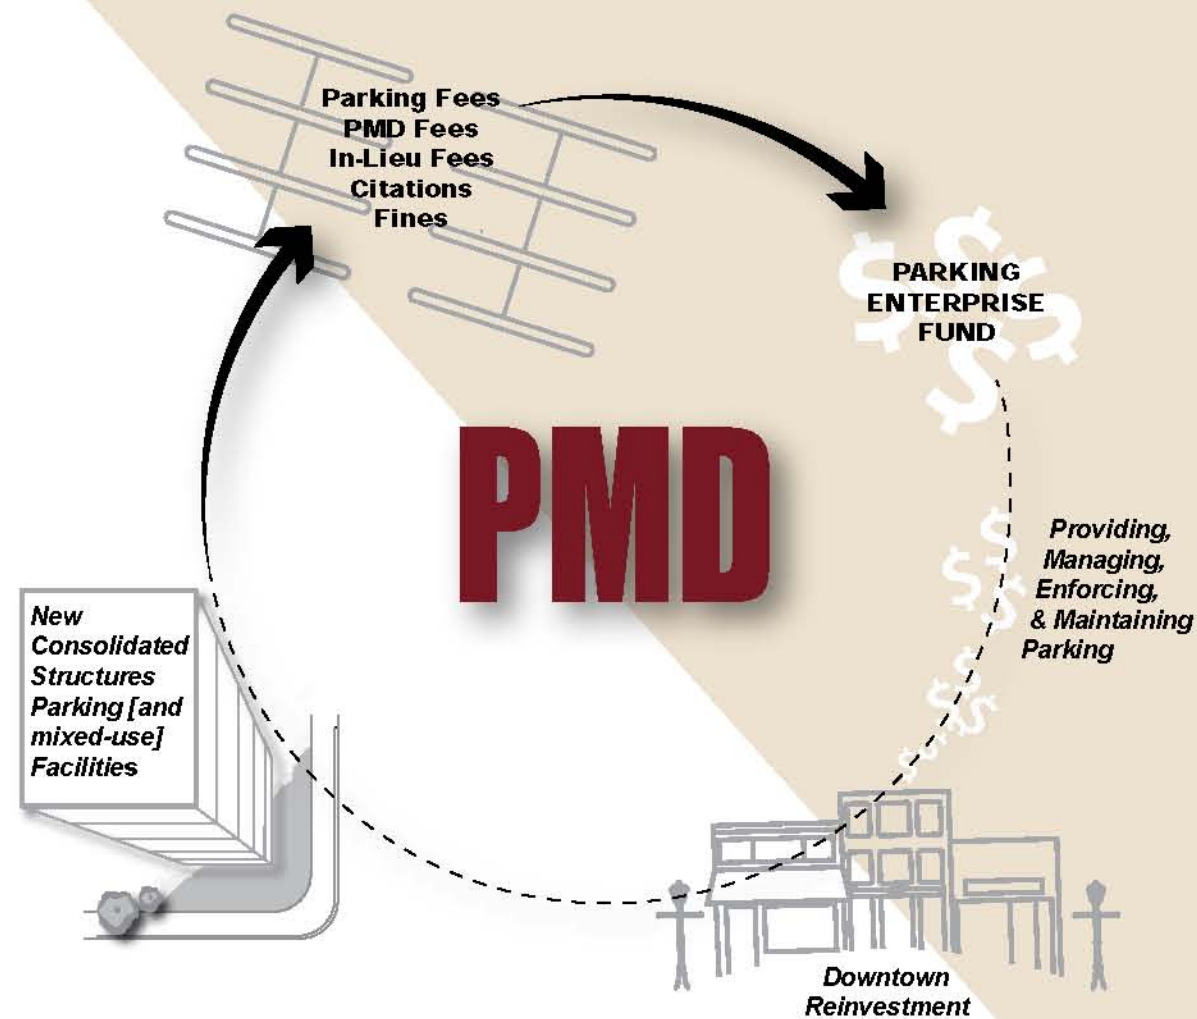 Parking Fees
PMD Fees
In-Lieu Fees
Citations
Fines
PARKING
ENTERPRISE
FUND
PMD
Providing,
Managing,
Enforcing,
& Maintaining
Parking
New
Consolidated
Structures
Parking [and
mixed-use]
Facilities
Downtown
Reinvestment